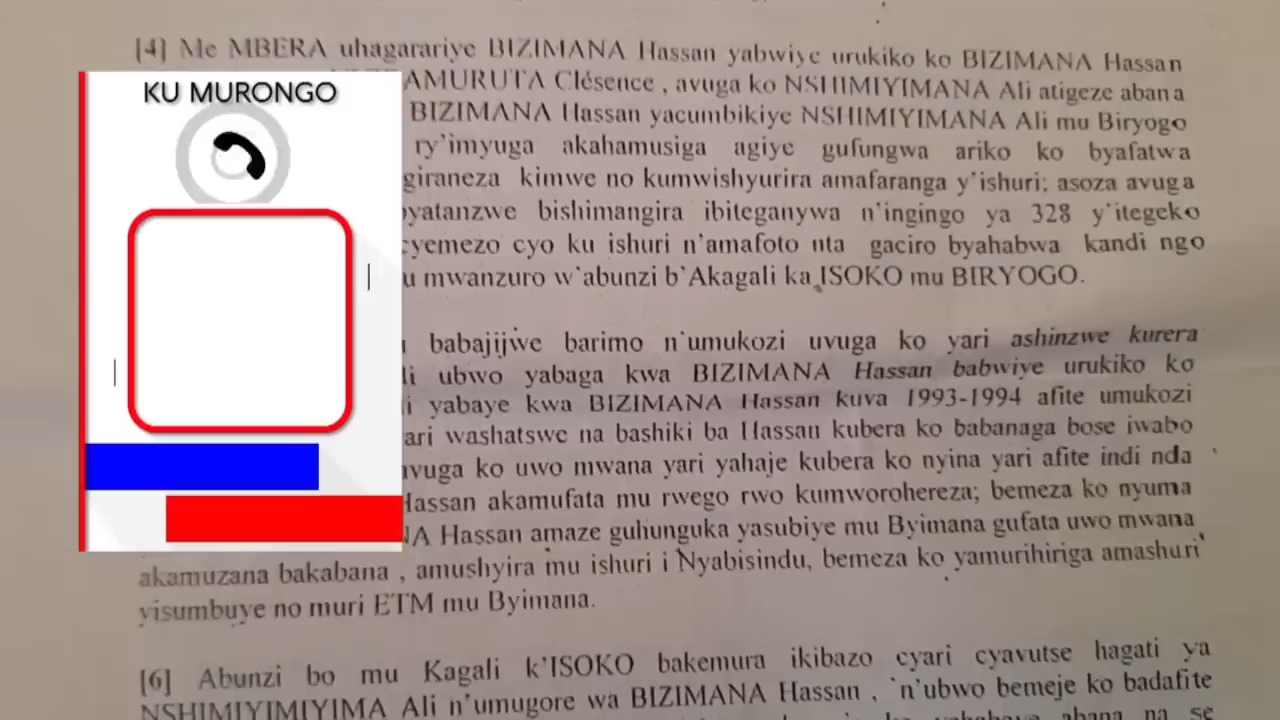 [4] Me MBERA uhagarariye BIZIMANA Hassan yabwiye urukiko ko BIZIMANA Hassan
KU MURONGO
AMURUTA Clésence , avuga ko NSHIMIYIMANA Ali atigeze abana
BIZIMANA Hassan yacumbikiye NSHIMIYIMANA Ali mu Biryogo
ry'imyuga akahamusiga agiye gufungwa ariko ko byafatwa
giraneza kimwe no kumwishyurira amafaranga y'ishuri; asoza avuga
byatanzwe bishimangira ibiteganywa n'ingingo ya 328 y'itegeko
cyemezo cyo ku ishuri n'amafoto nta gaciro byahabwa kandi ngo
u mwanzuro w'abunzi b'Akagali ka ISOKO mu BIRYOGO.
babajijwe barimo n'umukozi uvuga ko yari ashinzwe kurera
li ubwo yabaga kwa BIZIMANA Hassan babwiye urukiko ko
li yabaye kwa BIZIMANA Hassan kuva 1993-1994 afite umukozi
ari washatswe na bashiki ba Hassan kubera ko babanaga bose iwabo
avuga ko uwo mwana yari yahaje kubera ko nyina yari afite indi nda
Hassan akamufata mu rwego rwo kumworohereza; bemeza ko nyuma
NA Hassan amaze guhunguka yasubiye mu Byimana gufata uwo mwana
akamuzana bakabana , amushyira mu ishuri i Nyabisindu, bemeza ko yamurihiriga amashuri
yisumbuye no muri ETM mu Byimana.
[6] Abunzi bo mu Kagali k'ISOKO bakemura ikibazo cyari cyavutse hagati ya
NSHIMIYIMIYIMA Ali n'umugore wa BIZIMANA Hassan , n'ubwo bemeje ko badafite
abana na se